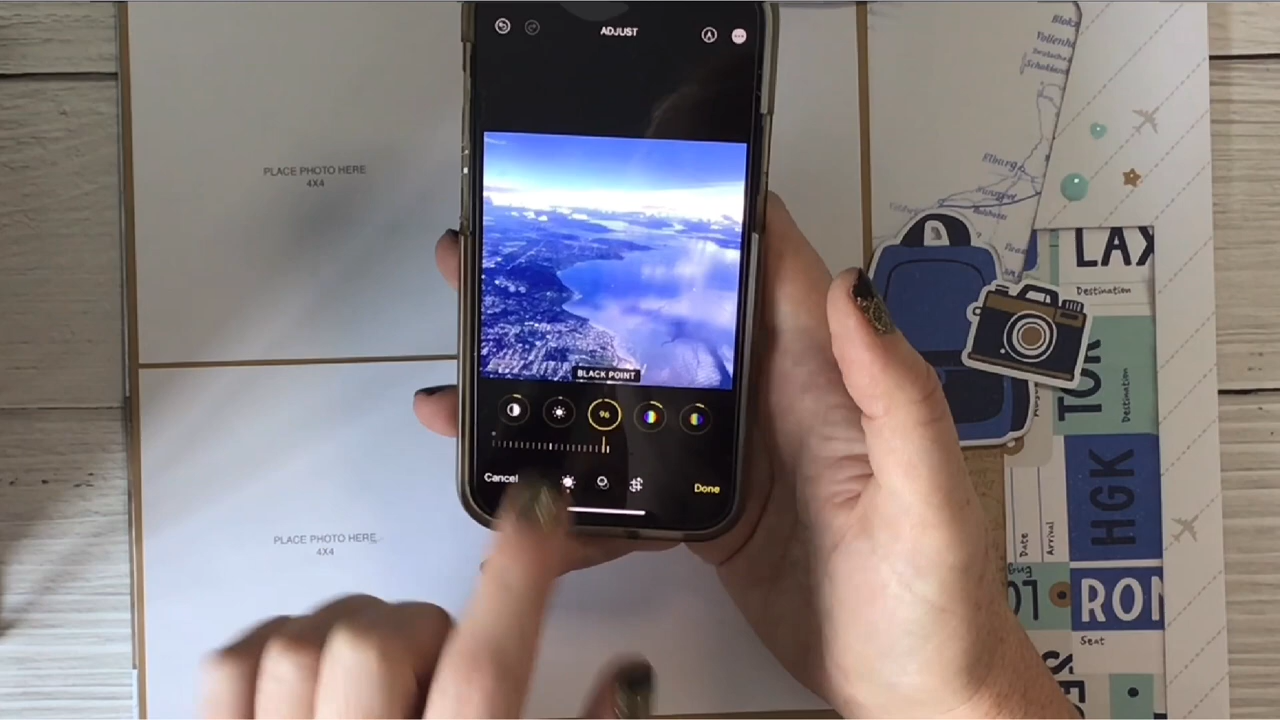 ADJUST
PLACE PHOTO HERE
4X4
BLACK POINT
96
Cancel
Done
PLACE PHOTO HERE
4X4
Elburg
LAX
Destination
Destination
HGK
Date
Arrival
RON
Seat